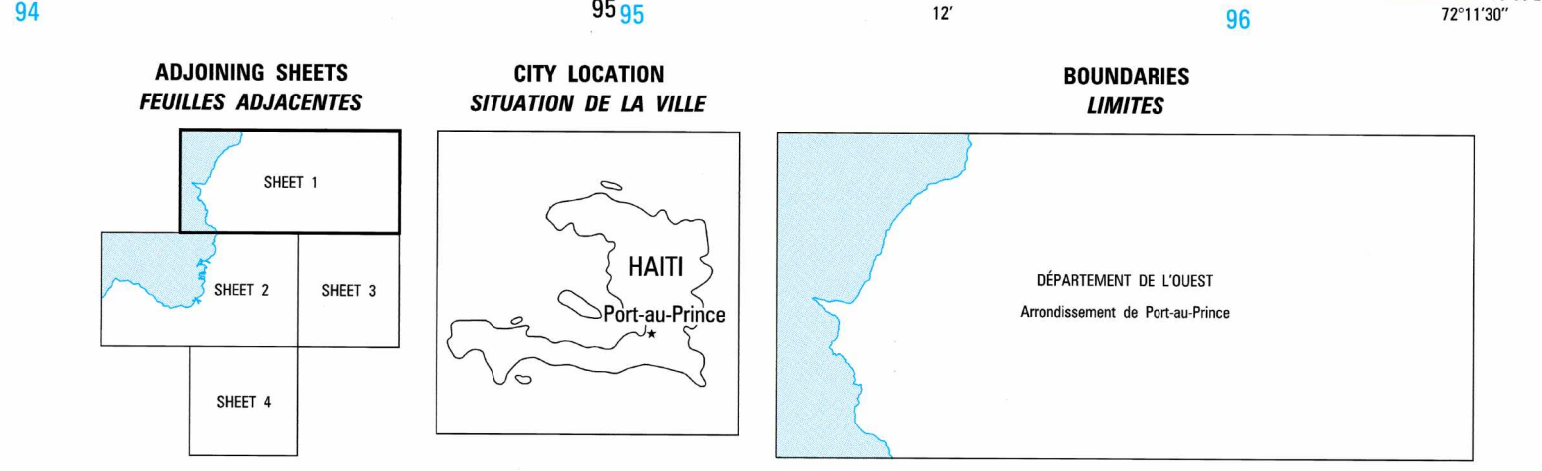 94
95 95
12'
96
72°11'30"
ADJOINING SHEETS
FEUILLES ADJACENTES
SHEET 1
SHEET 2
SHEET 3
SHEET 4
CITY LOCATION
SITUATION DE LA VILLE
HAITI
Port-au-Prince
BOUNDARIES
LIMITES
DÉPARTEMENT DE L'OUEST
Arrondissement de Port-au-Prince